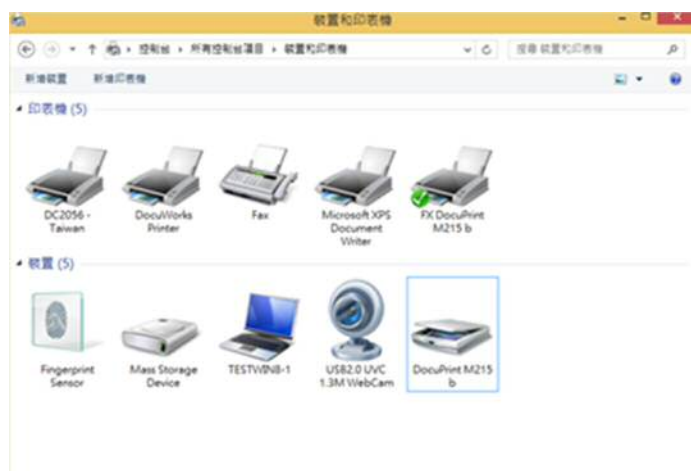 裝置和印表機
控制台 › 所有控制台項目 › 裝置和印表機
搜尋 裝置和印表機
新增裝置 新增印表機
印表機 (5)
DC2056 -
Taiwan
DocuWorks
Printer
Fax
Microsoft XPS
Document
Writer
FX DocuPrint
M215 b
裝置 (5)
Fingerprint
Sensor
Mass Storage
Device
TESTWIN8-1
USB2.0 UVC
1.3M WebCam
DocuPrint M215
b